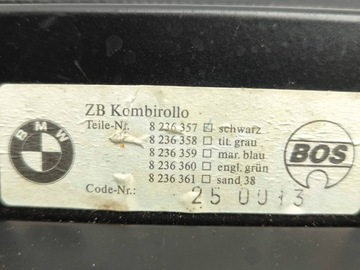 ZB Kombirollo
Teile-Nr. 8 236 357 ☑ schwarz
8 236 358 □ tit. grau
8 236 359 □ mar. blau
8 236 360 □ engl. grün
8 236 361 □ sand 38
Code-Nr.: 25 0013
BMW
BOS